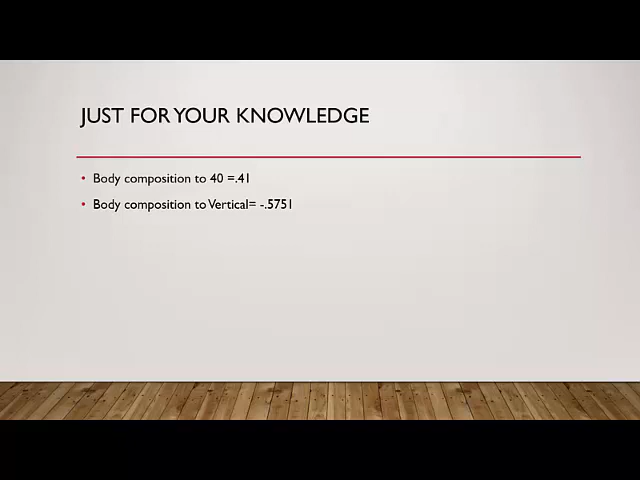 JUST FOR YOUR KNOWLEDGE
• Body composition to 40 =.41
• Body composition to Vertical= -.5751